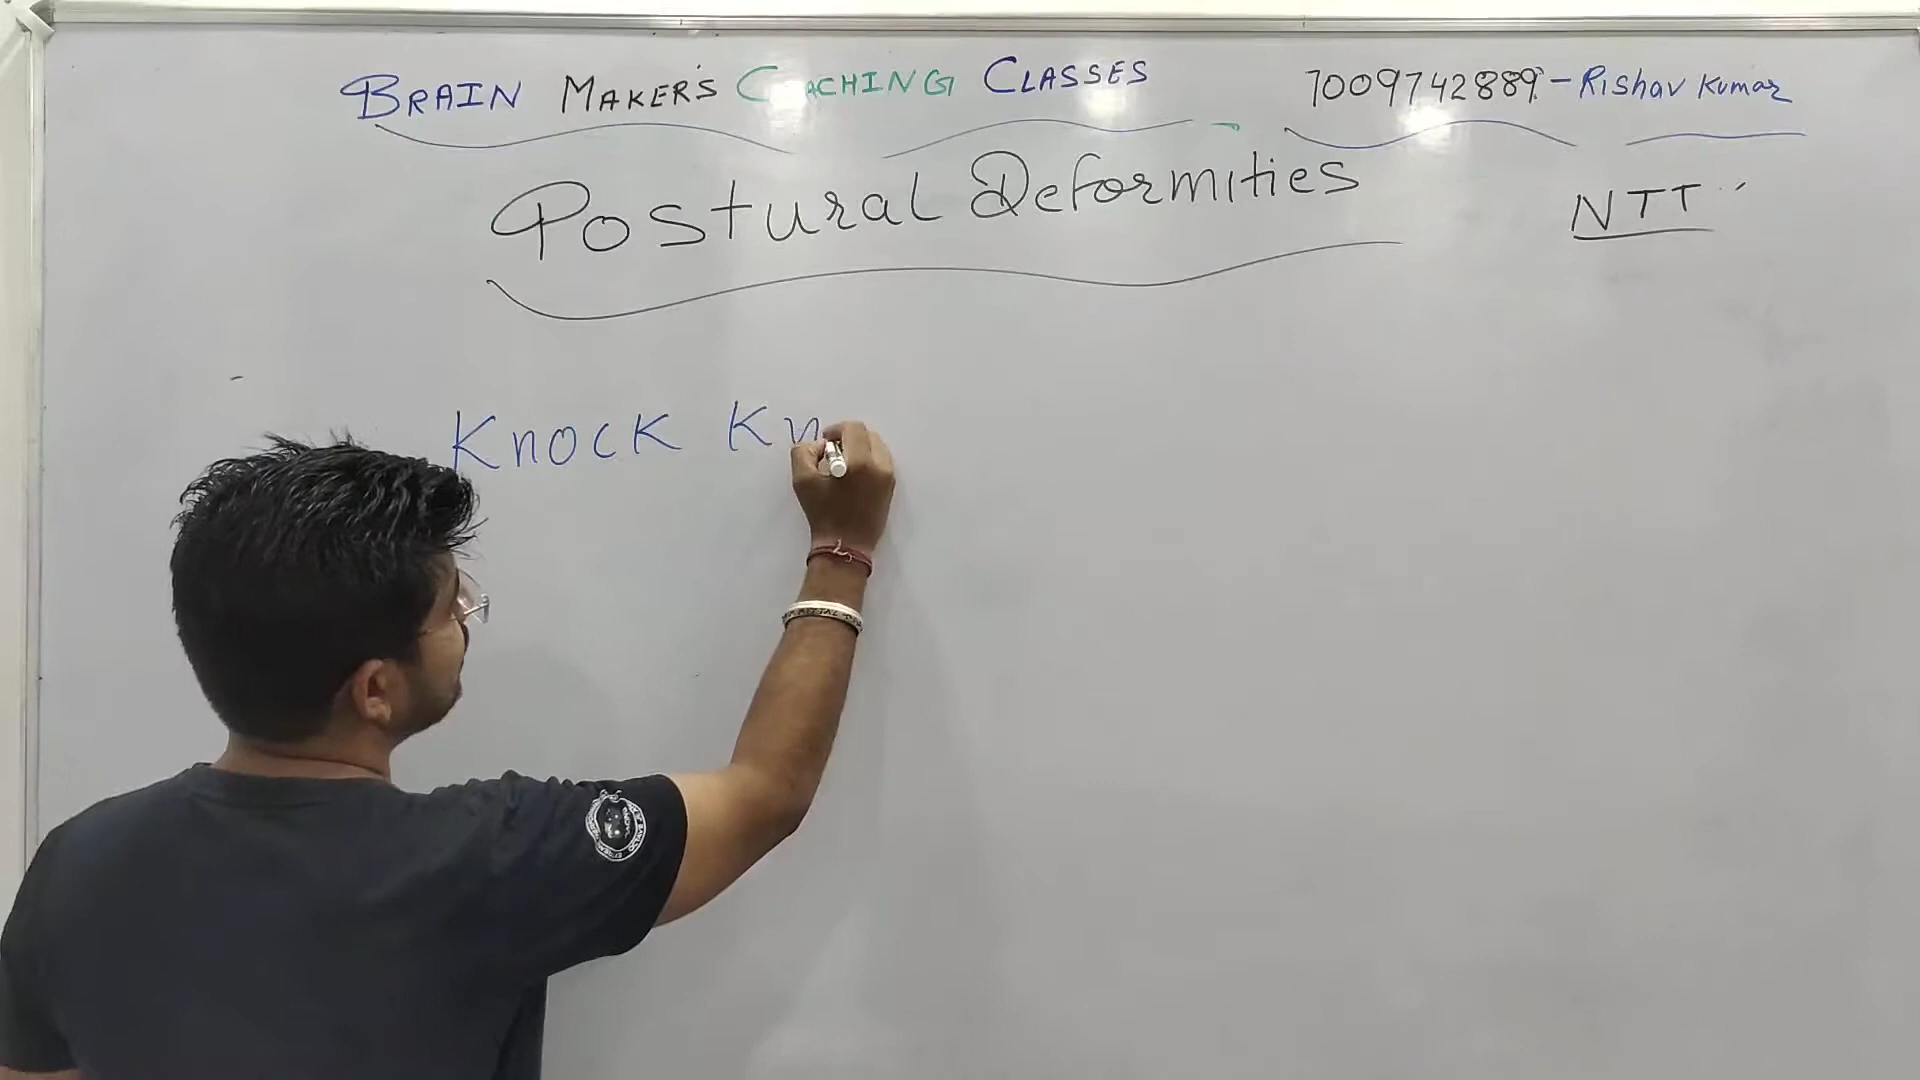 BRAIN MAKER'S COACHING CLASSES 7009742889 - Rishav Kumar
Postural Deformities
NTT
Knock Kn